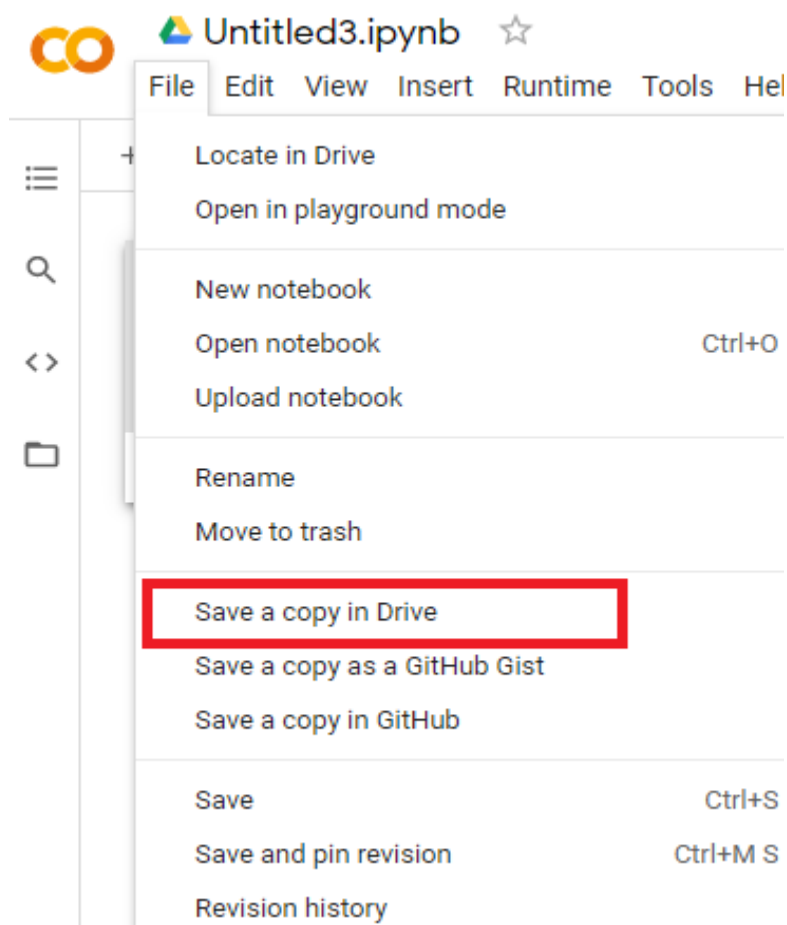 Untitled3.ipynb
File Edit View Insert Runtime Tools Hel
Locate in Drive
Open in playground mode
New notebook
Open notebook Ctrl+O
Upload notebook
Rename
Move to trash
Save a copy in Drive
Save a copy as a GitHub Gist
Save a copy in GitHub
Save Ctrl+S
Save and pin revision Ctrl+M S
Revision history